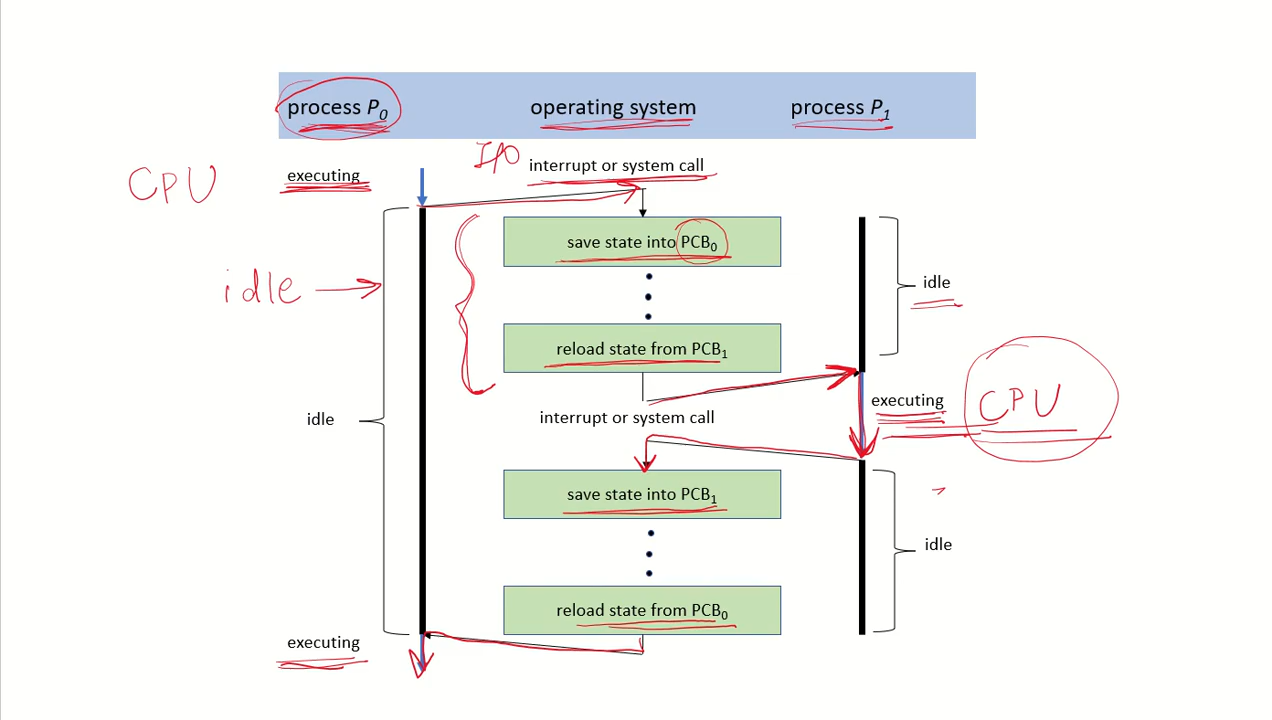 process P0 operating system process P1
I/O interrupt or system call
CPU executing
save state into PCB0
idle
idle
reload state from PCB1
executing CPU
interrupt or system call
idle
save state into PCB1
idle
reload state from PCB0
executing